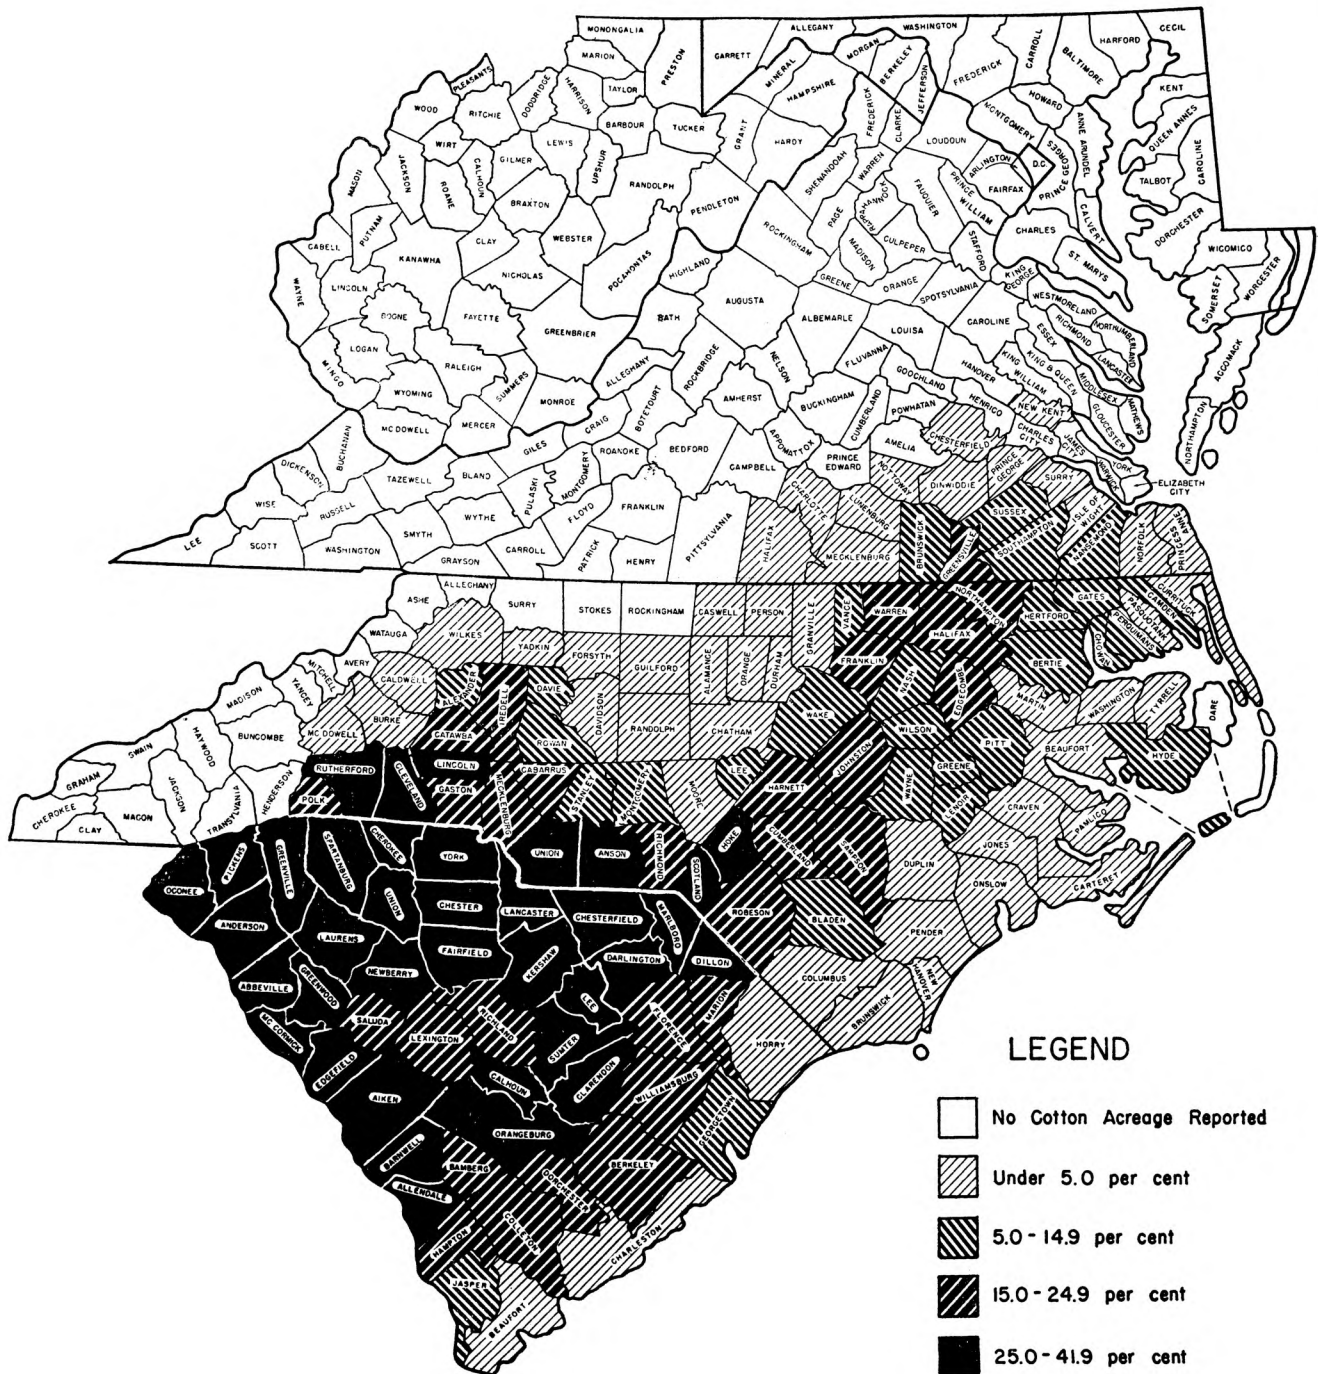 MONONGALIA
MARION
PRESTON
PLEASANTS
WOOD
RITCHIE
DODDRIDGE
HARRISON
TAYLOR
BARBOUR
TUCKER
WIRT
LEWIS
GILMER
CALHOUN
UPSHUR
RANDOLPH
JACKSON
MASON
ROANE
BRAXTON
PUTNAM
CLAY
WEBSTER
POCAHONTAS
CABELL
KANAWHA
NICHOLAS
WAYNE
LINCOLN
BOONE
FAYETTE
GREENBRIER
LOGAN
MINGO
RALEIGH
SUMMERS
WYOMING
MONROE
MC DOWELL
MERCER
GRANT
HARDY
PENDLETON
MINERAL
HAMPSHIRE
MORGAN
BERKELEY
JEFFERSON
GARRETT
ALLEGANY
WASHINGTON
FREDERICK
CARROLL
BALTIMORE
HARFORD
CECIL
KENT
HOWARD
MONTGOMERY
ANNE ARUNDEL
QUEEN ANNES
PRINCE GEORGES
D.C.
TALBOT
CAROLINE
CALVERT
CHARLES
ST. MARYS
DORCHESTER
WICOMICO
SOMERSET
WORCESTER
FREDERICK
CLARKE
LOUDOUN
ARLINGTON
FAIRFAX
SHENANDOAH
WARREN
FAUQUIER
PRINCE WILLIAM
PAGE
RAPPAHANNOCK
ROCKINGHAM
MADISON
CULPEPER
STAFFORD
HIGHLAND
GREENE
ORANGE
SPOTSYLVANIA
KING GEORGE
WESTMORELAND
AUGUSTA
BATH
ALBEMARLE
LOUISA
CAROLINE
ESSEX
RICHMOND
NORTHUMBERLAND
LANCASTER
ACCOMACK
NORTHAMPTON
ALLEGHANY
ROCKBRIDGE
NELSON
FLUVANNA
GOOCHLAND
HANOVER
KING WILLIAM
KING & QUEEN
MIDDLESEX
MATHEWS
GLOUCESTER
BOTETOURT
AMHERST
BUCKINGHAM
CUMBERLAND
POWHATAN
HENRICO
NEW KENT
CHARLES CITY
JAMES CITY
YORK
WARWICK
ELIZABETH CITY
CRAIG
GILES
ROANOKE
BEDFORD
APPOMATTOX
PRINCE EDWARD
AMELIA
CHESTERFIELD
PRINCE GEORGE
SURRY
BUCHANAN
DICKENSON
TAZEWELL
BLAND
PULASKI
MONTGOMERY
CAMPBELL
CHARLOTTE
NOTTOWAY
LUNENBURG
DINWIDDIE
SUSSEX
ISLE OF WIGHT
WISE
RUSSELL
SMYTH
WYTHE
FLOYD
FRANKLIN
PITTSYLVANIA
HALIFAX
MECKLENBURG
BRUNSWICK
GREENSVILLE
SOUTHAMPTON
NANSEMOND
NORFOLK
PRINCESS ANNE
LEE
SCOTT
WASHINGTON
GRAYSON
CARROLL
PATRICK
HENRY
ALLEGHANY
ASHE
SURRY
STOKES
ROCKINGHAM
CASWELL
PERSON
GRANVILLE
VANCE
WARREN
NORTHAMPTON
HERTFORD
GATES
CURRITUCK
CAMDEN
PASQUOTANK
PERQUIMANS
CHOWAN
WATAUGA
WILKES
YADKIN
FORSYTH
GUILFORD
ALAMANCE
ORANGE
DURHAM
FRANKLIN
HALIFAX
BERTIE
MITCHELL
AVERY
YANCEY
CALDWELL
ALEXANDER
IREDELL
DAVIE
DAVIDSON
NASH
EDGECOMBE
MARTIN
WASHINGTON
TYRRELL
DARE
MADISON
BUNCOMBE
MC DOWELL
BURKE
CATAWBA
ROWAN
RANDOLPH
CHATHAM
WAKE
WILSON
PITT
BEAUFORT
HYDE
HAYWOOD
SWAIN
GRAHAM
CHEROKEE
CLAY
MACON
JACKSON
TRANSYLVANIA
HENDERSON
POLK
RUTHERFORD
CLEVELAND
LINCOLN
GASTON
MECKLENBURG
CABARRUS
STANLEY
MONTGOMERY
MOORE
LEE
HARNETT
JOHNSTON
WAYNE
GREENE
LENOIR
CRAVEN
PAMLICO
JONES
CARTERET
UNION
ANSON
RICHMOND
SCOTLAND
HOKE
CUMBERLAND
SAMPSON
DUPLIN
ONSLOW
ROBESON
BLADEN
PENDER
COLUMBUS
BRUNSWICK
NEW HANOVER
OCONEE
PICKENS
GREENVILLE
SPARTANBURG
CHEROKEE
YORK
UNION
CHESTER
LANCASTER
CHESTERFIELD
MARLBORO
ANDERSON
LAURENS
FAIRFIELD
KERSHAW
DARLINGTON
DILLON
ABBEVILLE
GREENWOOD
NEWBERRY
LEE
MARION
MC CORMICK
SALUDA
LEXINGTON
RICHLAND
FLORENCE
HORRY
EDGEFIELD
SUMTER
AIKEN
CALHOUN
CLARENDON
WILLIAMSBURG
GEORGETOWN
ORANGEBURG
BARNWELL
BAMBERG
BERKELEY
ALLENDALE
DORCHESTER
HAMPTON
COLLETON
CHARLESTON
JASPER
BEAUFORT
LEGEND
No Cotton Acreage Reported
Under 5.0 per cent
5.0-14.9 per cent
15.0-24.9 per cent
25.0-41.9 per cent